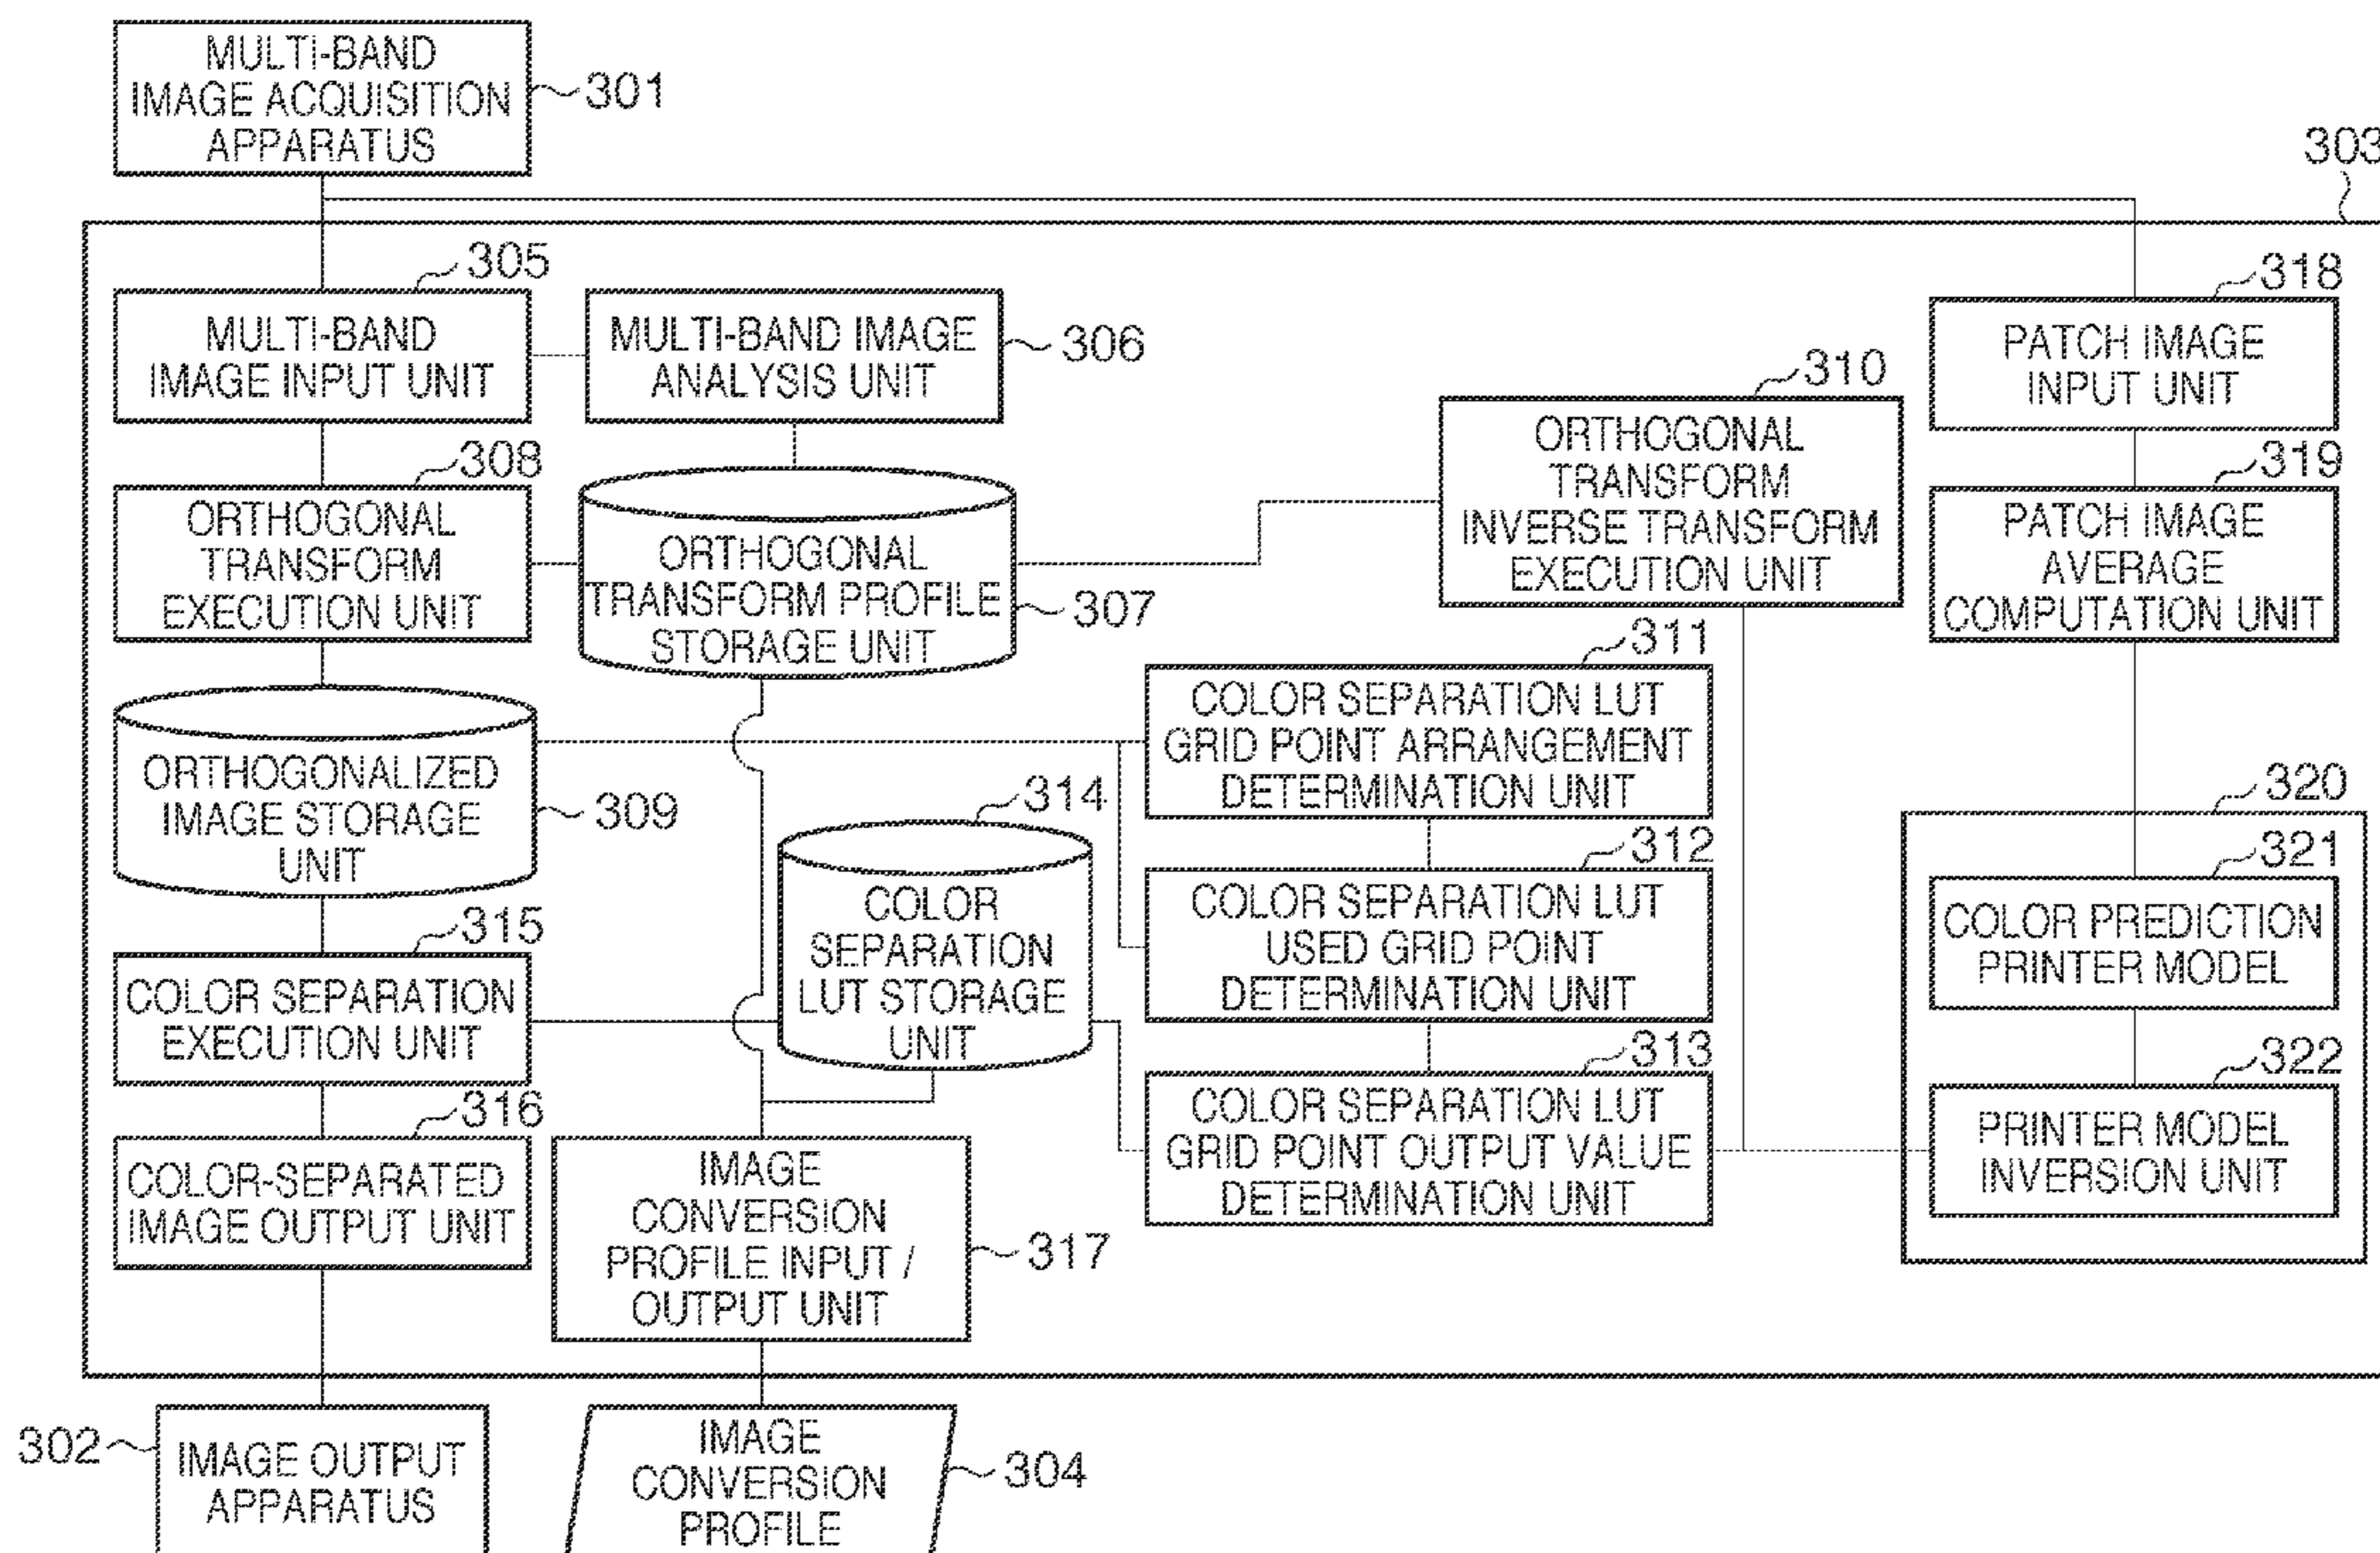 MULTI-BAND
IMAGE ACQUISITION
APPARATUS
301
303
305
MULTI-BAND
IMAGE INPUT UNIT
MULTI-BAND IMAGE
ANALYSIS UNIT
306
318
PATCH IMAGE
INPUT UNIT
308
ORTHOGONAL
TRANSFORM
EXECUTION UNIT
ORTHOGONAL
TRANSFORM PROFILE
STORAGE UNIT
307
310
ORTHOGONAL
TRANSFORM
INVERSE TRANSFORM
EXECUTION UNIT
319
PATCH IMAGE
AVERAGE
COMPUTATION UNIT
ORTHOGONALIZED
IMAGE STORAGE
UNIT
309
311
COLOR SEPARATION LUT
GRID POINT ARRANGEMENT
DETERMINATION UNIT
314
COLOR
SEPARATION
LUT STORAGE
UNIT
312
COLOR SEPARATION LUT
USED GRID POINT
DETERMINATION UNIT
320
321
COLOR PREDICTION
PRINTER MODEL
315
COLOR SEPARATION
EXECUTION UNIT
313
COLOR SEPARATION LUT
GRID POINT OUTPUT VALUE
DETERMINATION UNIT
322
PRINTER MODEL
INVERSION UNIT
316
COLOR-SEPARATED
IMAGE OUTPUT UNIT
IMAGE
CONVERSION
PROFILE INPUT /
OUTPUT UNIT
317
302
IMAGE OUTPUT
APPARATUS
IMAGE
CONVERSION
PROFILE
304